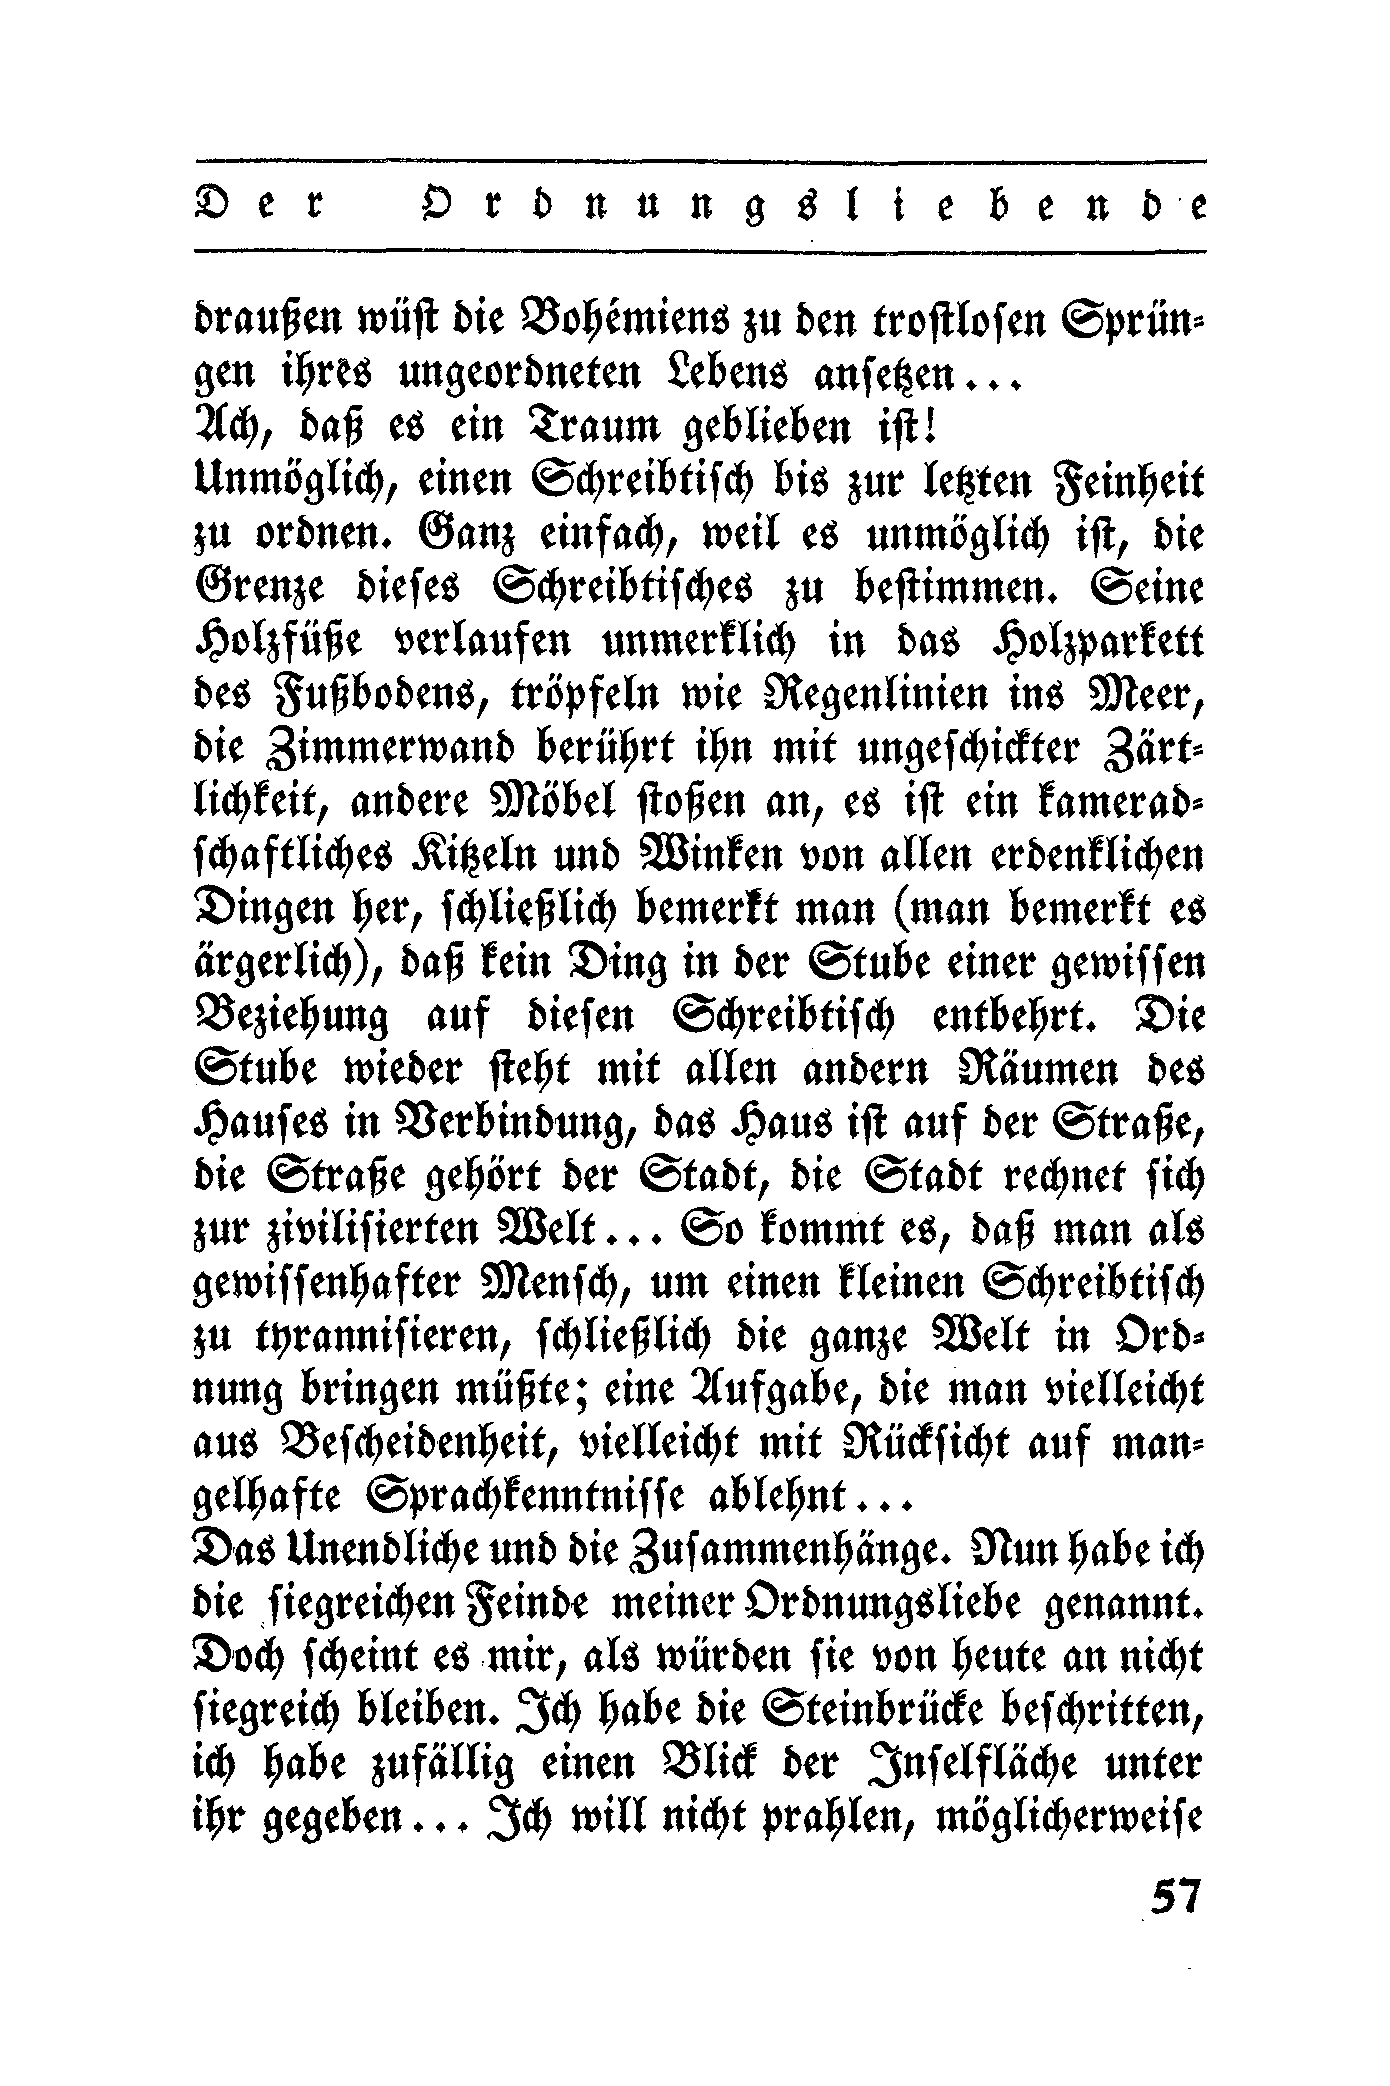 Der Ordnungsliebende
draußen wüst die Bohémiens zu den trostlosen Sprün-
gen ihres ungeordneten Lebens ansetzen...
Ach, daß es ein Traum geblieben ist!
Unmöglich, einen Schreibtisch bis zur letzten Feinheit
zu ordnen. Ganz einfach, weil es unmöglich ist, die
Grenze dieses Schreibtisches zu bestimmen. Seine
Holzfüße verlaufen unmerklich in das Holzparkett
des Fußbodens, tröpfeln wie Regenlinien ins Meer,
die Zimmerwand berührt ihn mit ungeschickter Zärt-
lichkeit, andere Möbel stoßen an, es ist ein kamerad-
schaftliches Kitzeln und Winken von allen erdenklichen
Dingen her, schließlich bemerkt man (man bemerkt es
ärgerlich), daß kein Ding in der Stube einer gewissen
Beziehung auf diesen Schreibtisch entbehrt. Die
Stube wieder steht mit allen andern Räumen des
Hauses in Verbindung, das Haus ist auf der Straße,
die Straße gehört der Stadt, die Stadt rechnet sich
zur zivilisierten Welt... So kommt es, daß man als
gewissenhafter Mensch, um einen kleinen Schreibtisch
zu tyrannisieren, schließlich die ganze Welt in Ord-
nung bringen müßte; eine Aufgabe, die man vielleicht
aus Bescheidenheit, vielleicht mit Rücksicht auf man-
gelhafte Sprachkenntnisse ablehnt...
Das Unendliche und die Zusammenhänge. Nun habe ich
die siegreichen Feinde meiner Ordnungsliebe genannt.
Doch scheint es mir, als würden sie von heute an nicht
siegreich bleiben. Ich habe die Steinbrücke beschritten,
ich habe zufällig einen Blick der Inselfläche unter
ihr gegeben... Ich will nicht prahlen, möglicherweise
57